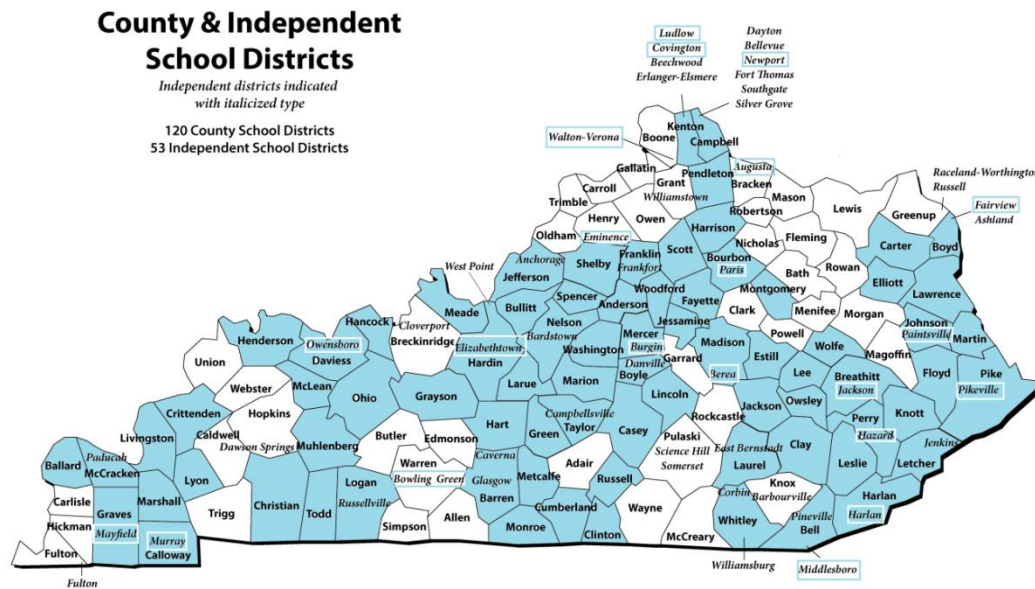 County & Independent
School Districts
Independent districts indicated
with italicized type
120 County School Districts
53 Independent School Districts
Ludlow
Covington
Beechwood
Erlanger-Elsmere
Dayton
Bellevue
Newport
Fort Thomas
Southgate
Silver Grove
Walton-Verona
Boone
Kenton
Campbell
Gallatin
Grant
Pendleton
Augusta
Bracken
Mason
Raceland-Worthington
Russell
Fairview
Ashland
Carroll
Trimble
Williamstown
Robertson
Lewis
Greenup
Henry
Owen
Oldham
Eminence
Harrison
Nicholas
Fleming
Carter
Boyd
West Point
Anchorage
Jefferson
Shelby
Franklin
Frankfort
Scott
Bourbon
Paris
Bath
Rowan
Elliott
Lawrence
Woodford
Montgomery
Spencer
Anderson
Fayette
Clark
Menifee
Morgan
Meade
Bullitt
Hancock
Cloverport
Breckinridge
Nelson
Bardstown
Jessamine
Powell
Johnson
Paintsville
Martin
Henderson
Owensboro
Daviess
Elizabethtown
Hardin
Washington
Mercer
Burgin
Danville
Boyle
Garrard
Madison
Estill
Wolfe
Magoffin
Union
Webster
McLean
Ohio
Grayson
Larue
Marion
Lincoln
Berea
Lee
Breathitt
Jackson
Floyd
Pike
Pikeville
Hopkins
Crittenden
Livingston
Caldwell
Dawson Springs
Muhlenberg
Butler
Edmonson
Hart
Caverna
Green
Campbellsville
Taylor
Casey
Rockcastle
Jackson
Owsley
Perry
Hazard
Knott
Jenkins
Pulaski
Science Hill
Somerset
East Bernstadt
Laurel
Clay
Leslie
Letcher
Ballard
Paducah
McCracken
Lyon
Warren
Bowling Green
Glasgow
Barren
Metcalfe
Adair
Russell
Knox
Barbourville
Harlan
Harlan
Carlisle
Graves
Marshall
Trigg
Christian
Todd
Logan
Russellville
Simpson
Allen
Monroe
Cumberland
Clinton
Wayne
McCreary
Corbin
Whitley
Pineville
Bell
Hickman
Fulton
Mayfield
Murray
Calloway
Fulton
Williamsburg
Middlesboro